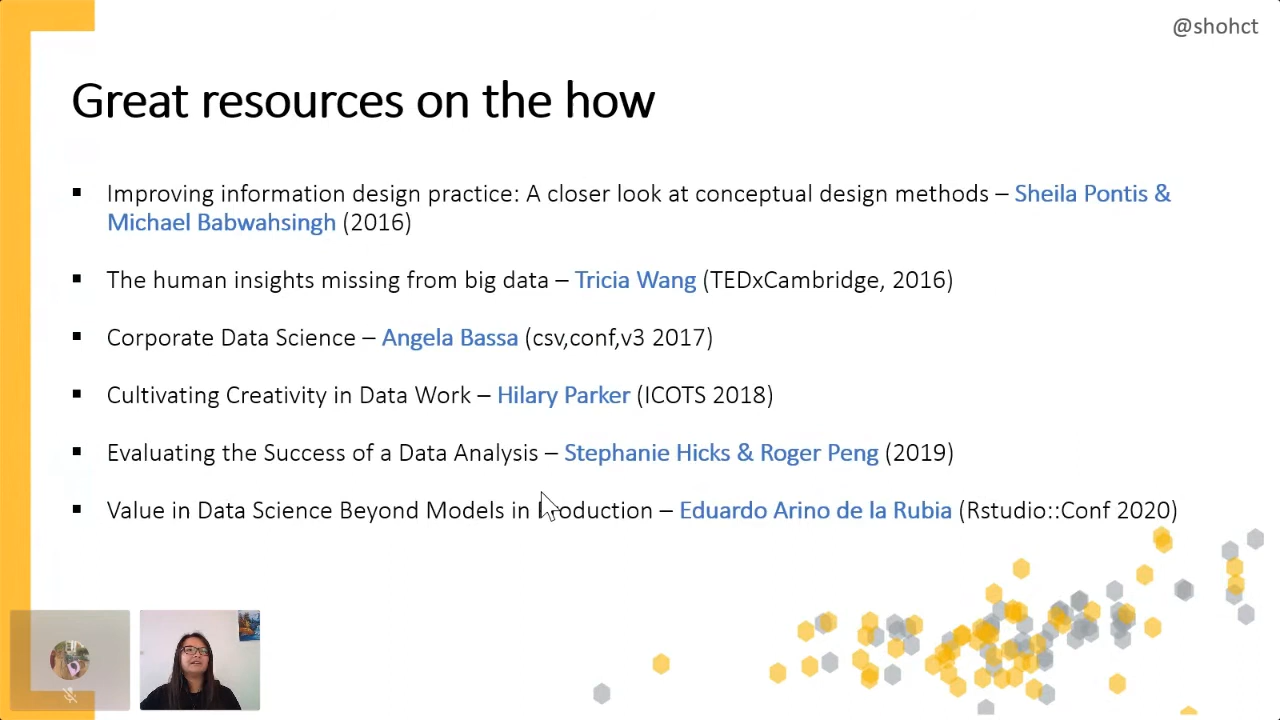 @shohct
Great resources on the how
▪ Improving information design practice: A closer look at conceptual design methods – Sheila Pontis &
Michael Babwahsingh (2016)
▪ The human insights missing from big data – Tricia Wang (TEDxCambridge, 2016)
▪ Corporate Data Science – Angela Bassa (csv,conf,v3 2017)
▪ Cultivating Creativity in Data Work – Hilary Parker (ICOTS 2018)
▪ Evaluating the Success of a Data Analysis – Stephanie Hicks & Roger Peng (2019)
▪ Value in Data Science Beyond Models in Production – Eduardo Arino de la Rubia (Rstudio::Conf 2020)